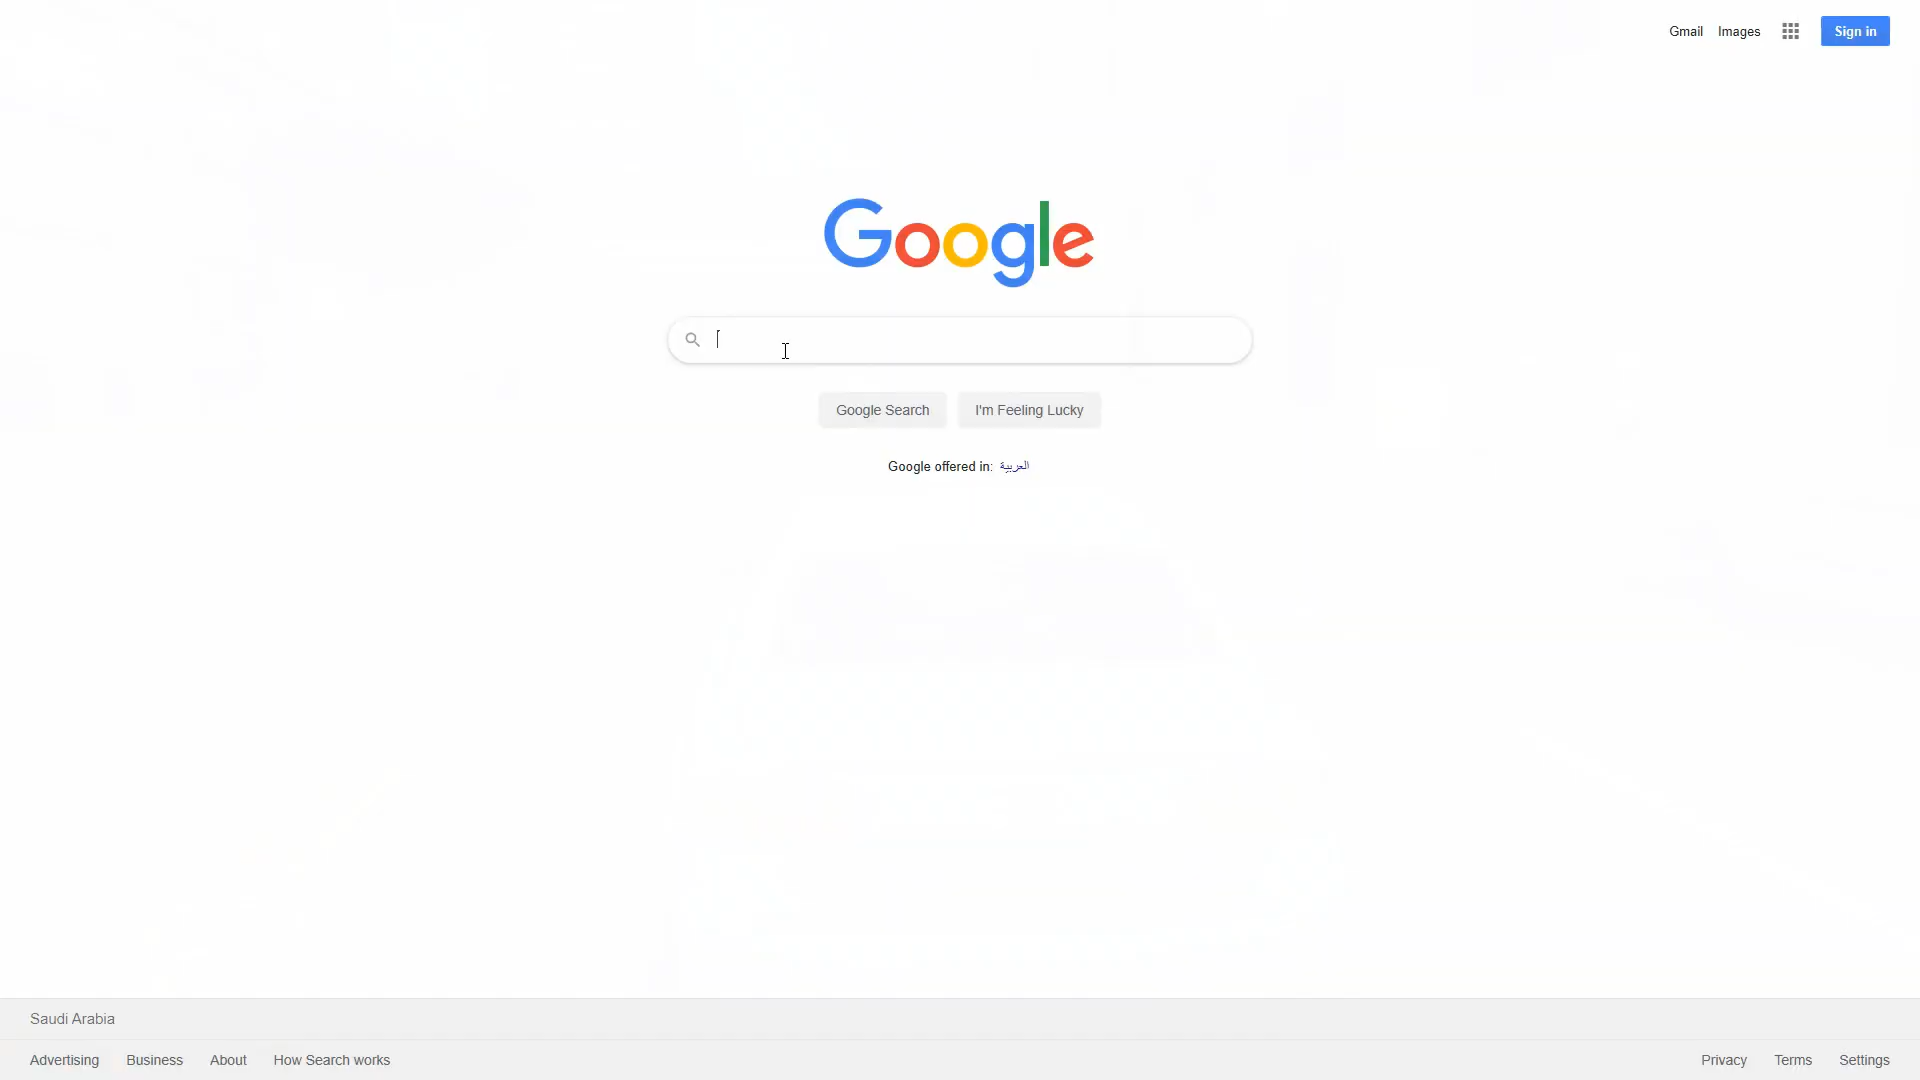 Gmail Images Sign in
Google
Google Search I'm Feeling Lucky
Google offered in: العربية
Saudi Arabia
Advertising Business About How Search works Privacy Terms Settings